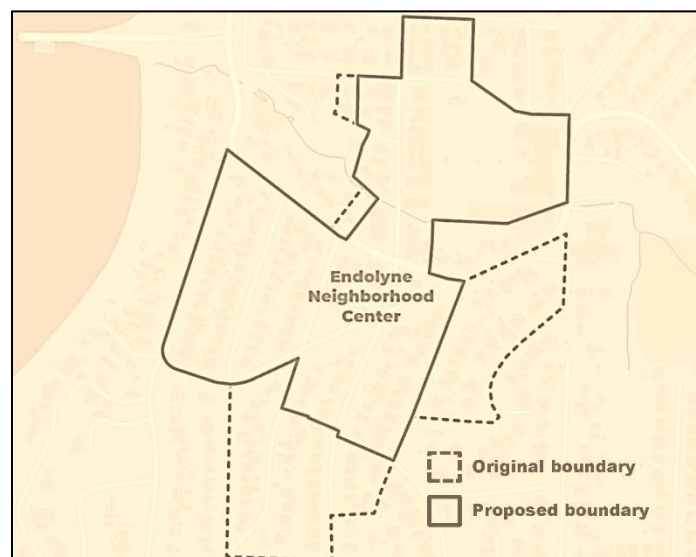 Endolyne
Neighborhood
Center
Original boundary
Proposed boundary